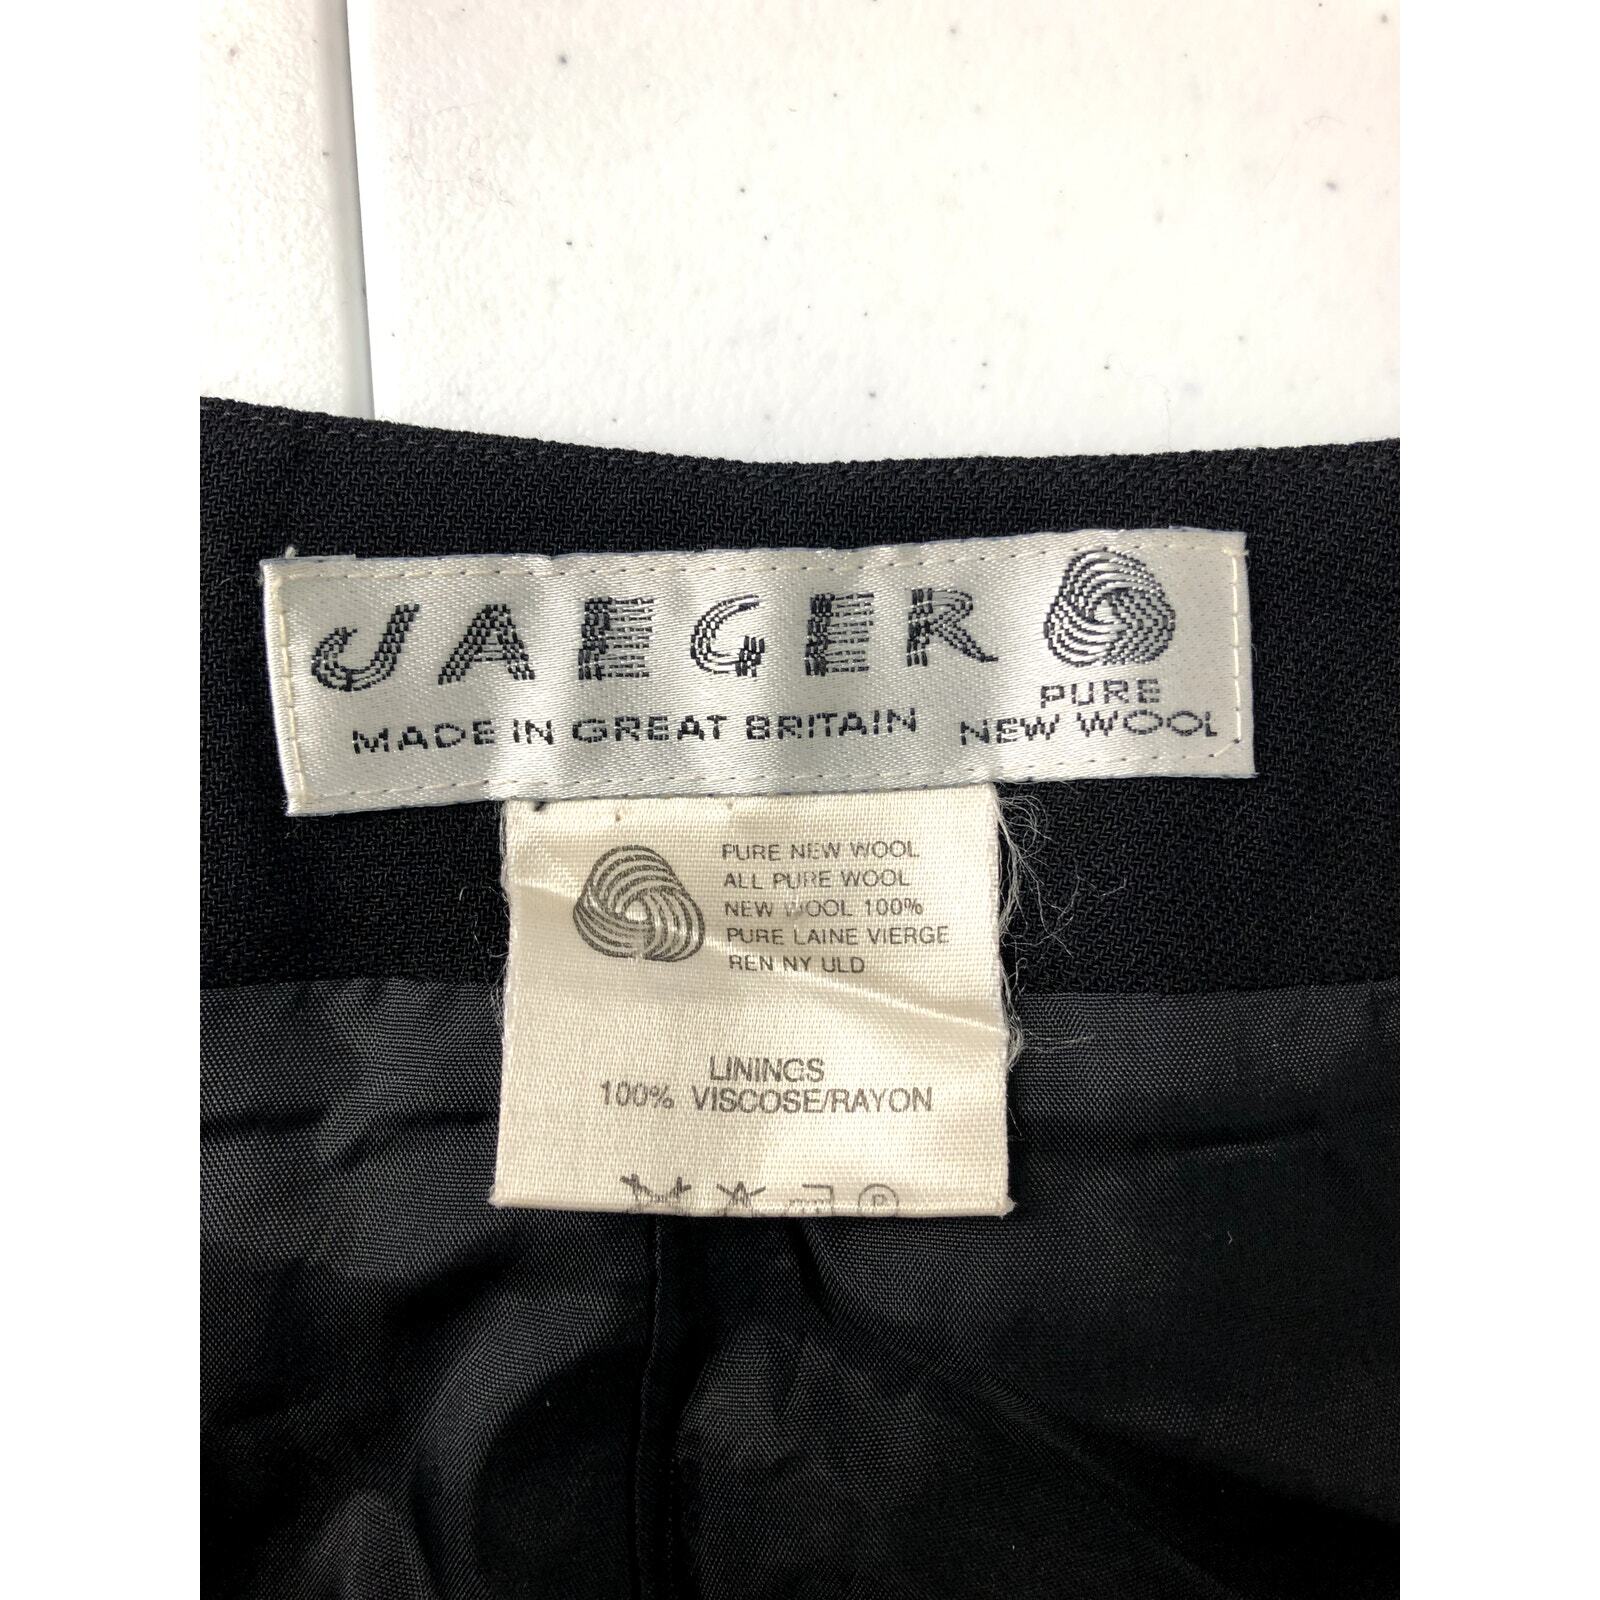 JAEGER
MADE IN GREAT BRITAIN
PURE
NEW WOOL
PURE NEW WOOL
ALL PURE WOOL
NEW WOOL 100%
PURE LAINE VIERGE
REN NY ULD
LININGS
100% VISCOSE/RAYON
P